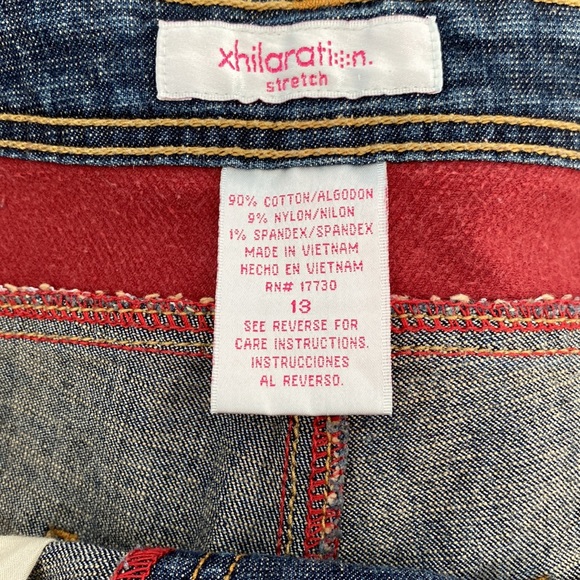 xhilaration.
stretch
90% COTTON/ALGODON
9% NYLON/NILON
1% SPANDEX/SPANDEX
MADE IN VIETNAM
HECHO EN VIETNAM
RN# 17730
13
SEE REVERSE FOR
CARE INSTRUCTIONS.
INSTRUCCIONES
AL REVERSO.